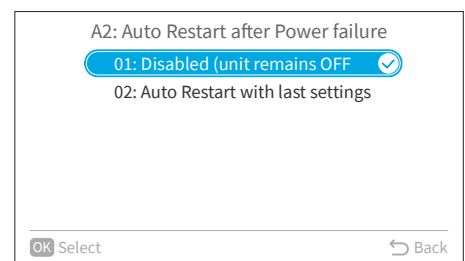 A2: Auto Restart after Power failure
01: Disabled (unit remains OFF
02: Auto Restart with last settings
OK Select
Back